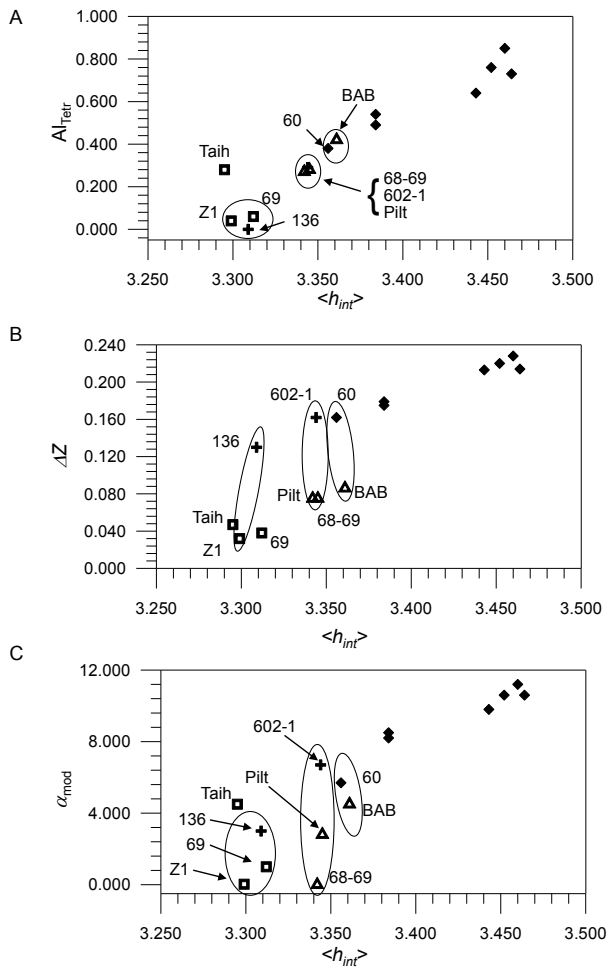 A
1.000
0.800
0.600
0.400
0.200
0.000
Al_Tetr
BAB
60
Taih
69
Z1
136
68-69
602-1
Pilt
{
3.250 3.300 3.350 3.400 3.450 3.500
<h_int>
B
0.240
0.200
0.160
0.120
0.080
0.040
0.000
ΔZ
602-1 60
136
Pilt BAB
Taih 68-69
Z1 69
3.250 3.300 3.350 3.400 3.450 3.500
<h_int>
C
12.000
8.000
4.000
0.000
α_mod
602-1
Pilt 60
Taih BAB
136
69
Z1 68-69
3.250 3.300 3.350 3.400 3.450 3.500
<h_int>